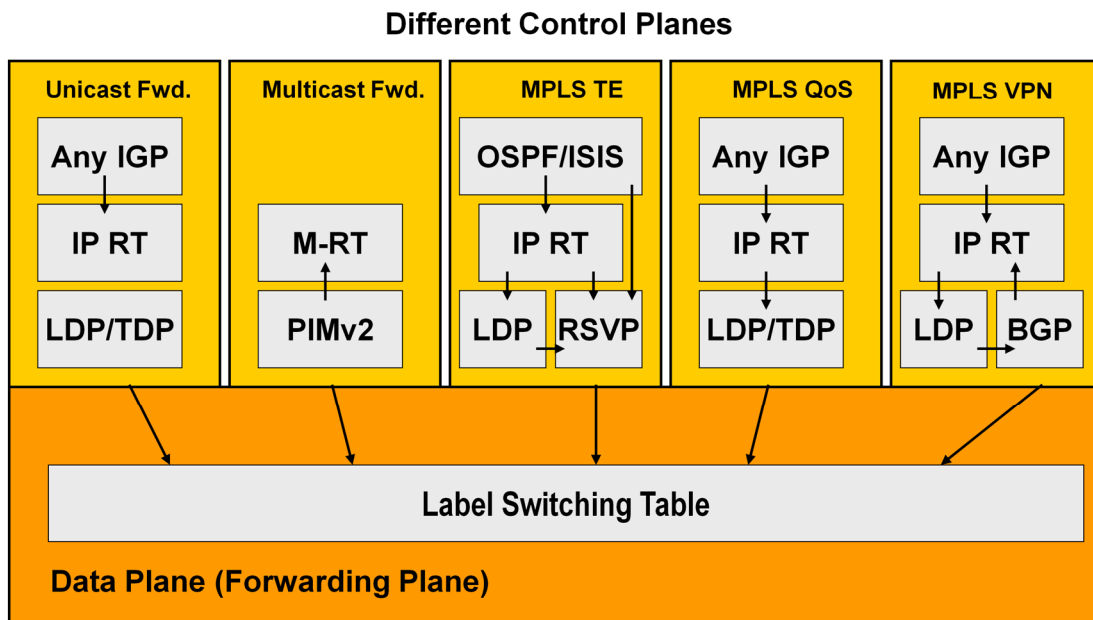 Different Control Planes
Unicast Fwd.
Any IGP
IP RT
LDP/TDP
Multicast Fwd.
M-RT
PIMv2
MPLS TE
OSPF/ISIS
IP RT
LDP
RSVP
MPLS QoS
Any IGP
IP RT
LDP/TDP
MPLS VPN
Any IGP
IP RT
LDP
BGP
Label Switching Table
Data Plane (Forwarding Plane)